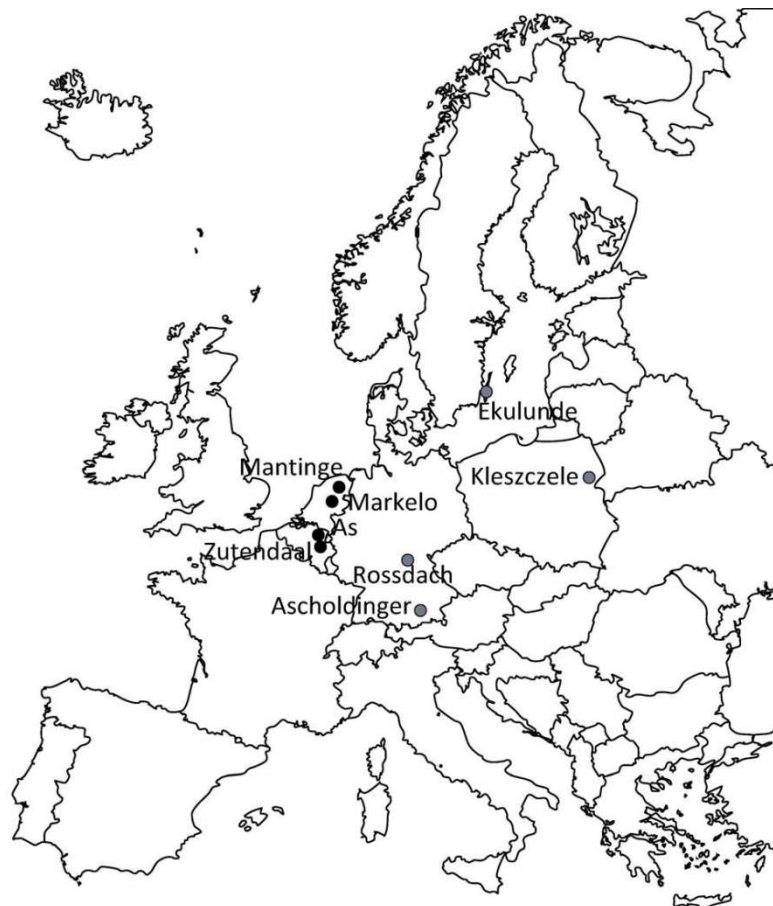 Ekulunde
Mantinge
Kleszczele
Markelo
As
Zutendaal
Rossdach
Ascholdinger